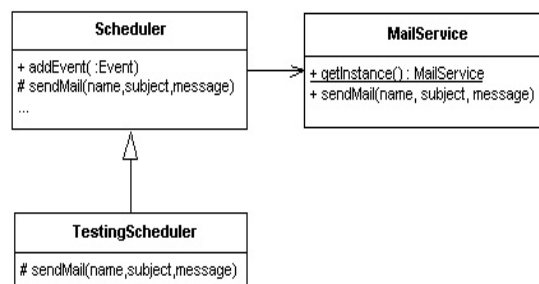 Scheduler
+ addEvent( :Event)
# sendMail(name,subject,message)
...
MailService
+ getInstance() : MailService
+ sendMail(name, subject, message)
TestingScheduler
# sendMail(name,subject,message)